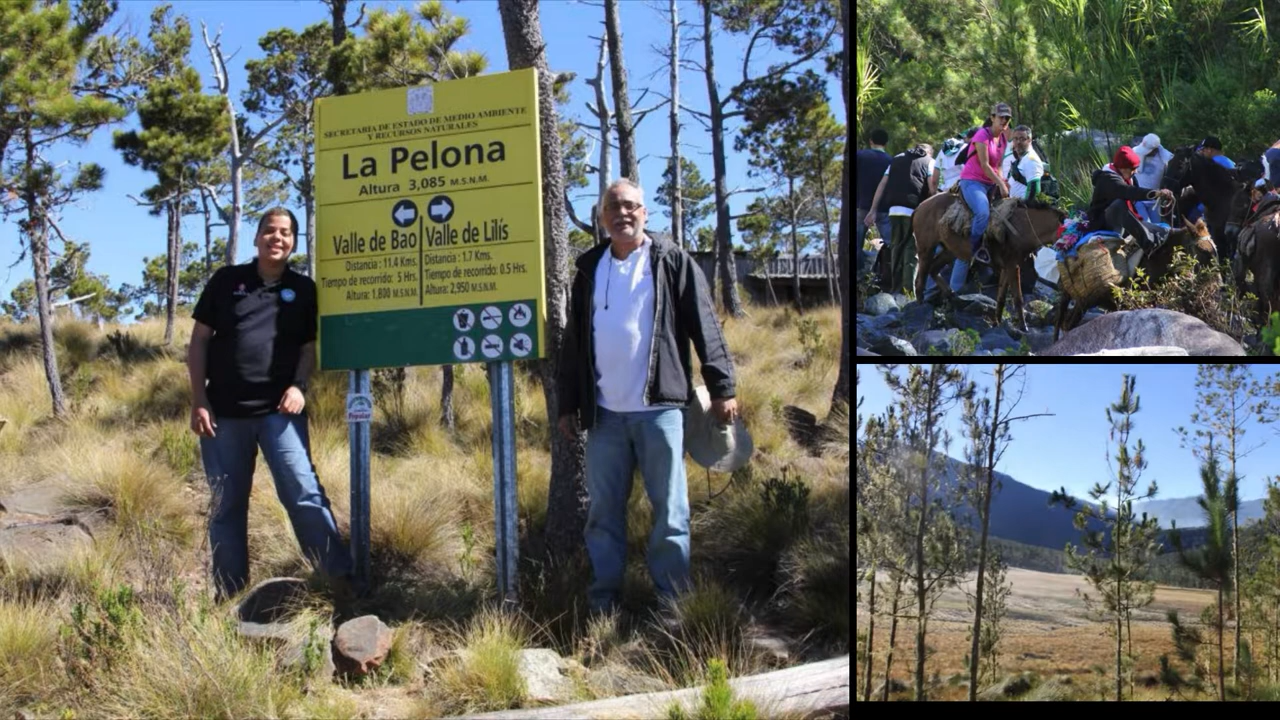 SECRETARIA DE ESTADO DE MEDIO AMBIENTE
Y RECURSOS NATURALES
La Pelona
Altura 3,085 M.S.N.M.
Valle de Bao
Distancia: 11.4 Kms.
Tiempo de recorrido: 5 Hrs.
Altura: 1,800 M.S.N.M.
Valle de Lilís
Distancia: 1.7 Kms.
Tiempo de recorrido: 0.5 Hrs.
Altura: 2,950 M.S.N.M.
Popular